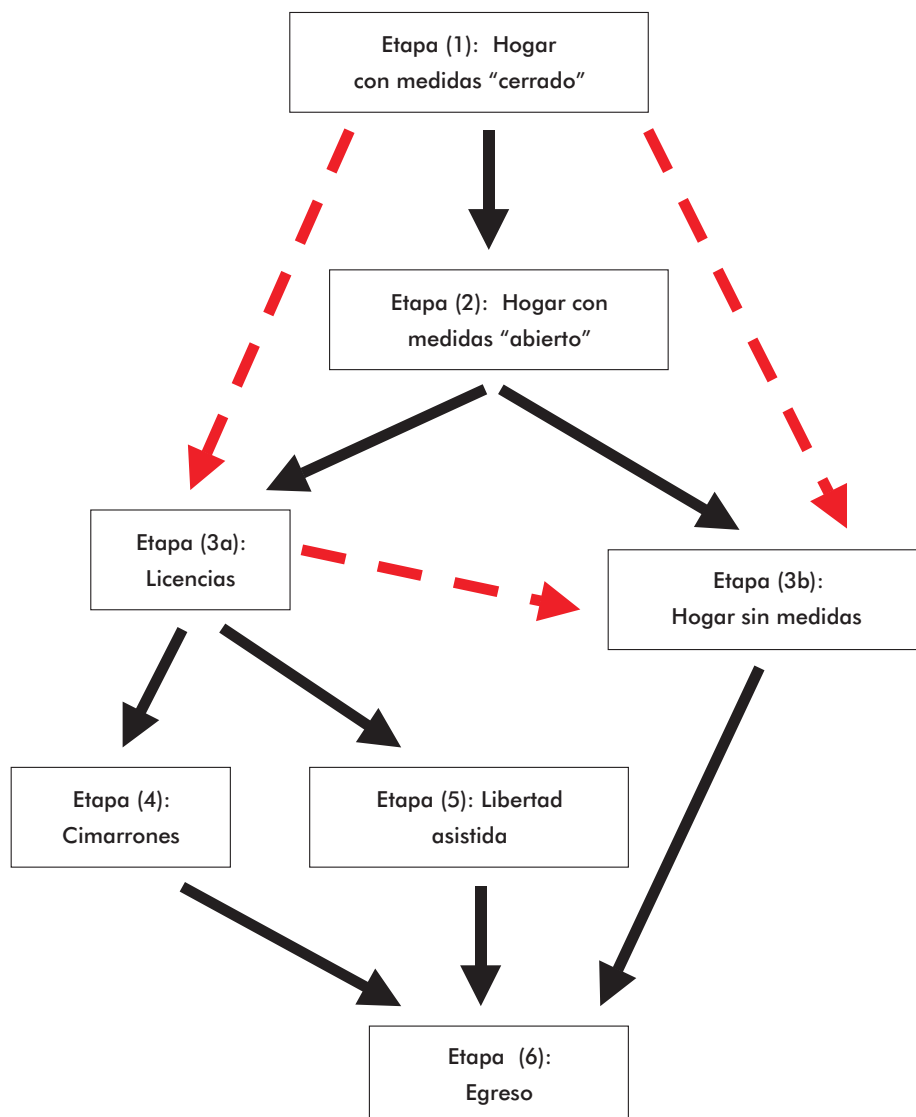 Etapa (1):  Hogar
con medidas “cerrado”
Etapa (2):  Hogar con
medidas “abierto”
Etapa (3a):
Licencias
Etapa (3b):
Hogar sin medidas
Etapa (4):
Cimarrones
Etapa (5): Libertad
asistida
Etapa  (6):
Egreso